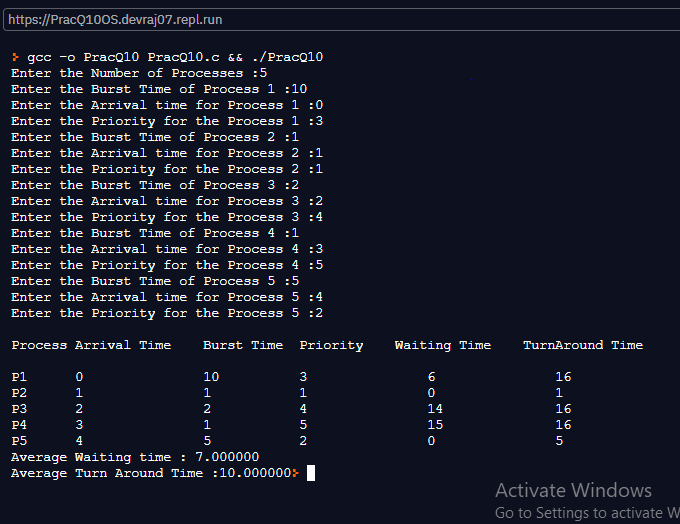 https://PracQ10OS.devraj07.repl.run
> gcc -o PracQ10 PracQ10.c && ./PracQ10
Enter the Number of Processes :5
Enter the Burst Time of Process 1 :10
Enter the Arrival time for Process 1 :0
Enter the Priority for the Process 1 :3
Enter the Burst Time of Process 2 :1
Enter the Arrival time for Process 2 :1
Enter the Priority for the Process 2 :1
Enter the Burst Time of Process 3 :2
Enter the Arrival time for Process 3 :2
Enter the Priority for the Process 3 :4
Enter the Burst Time of Process 4 :1
Enter the Arrival time for Process 4 :3
Enter the Priority for the Process 4 :5
Enter the Burst Time of Process 5 :5
Enter the Arrival time for Process 5 :4
Enter the Priority for the Process 5 :2
Process Arrival Time    Burst Time  Priority    Waiting Time    TurnAround Time
P1      0               10          3               6               16
P2      1               1           1               0               1
P3      2               2           4               14              16
P4      3               1           5               15              16
P5      4               5           2               0               5
Average Waiting time : 7.000000
Average Turn Around Time :10.000000>
Activate Windows
Go to Settings to activate W